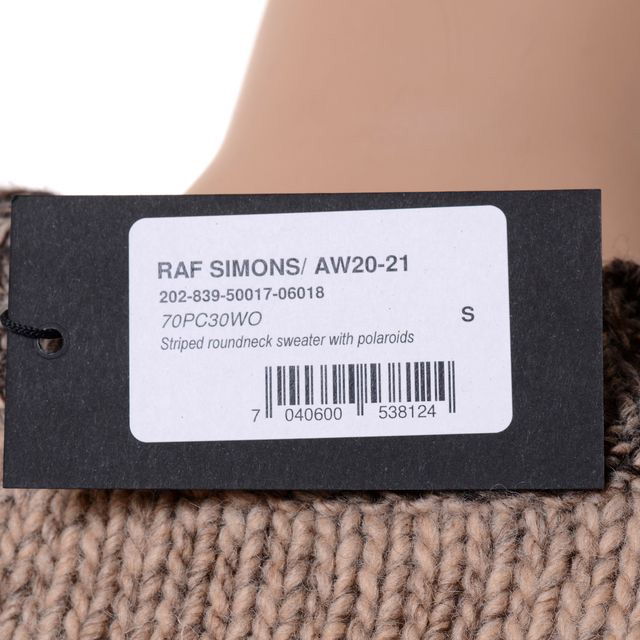 RAF SIMONS/ AW20-21
202-839-50017-06018
70PC30WO
S
Striped roundneck sweater with polaroids
7 040600 538124